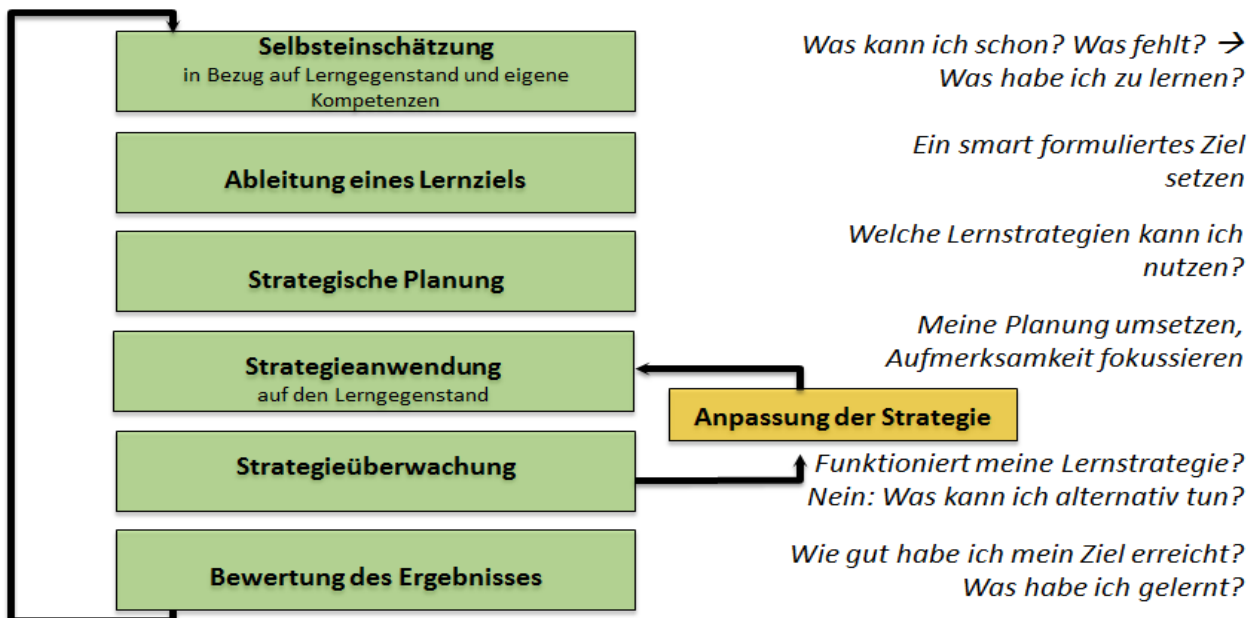 Selbsteinschätzung
in Bezug auf Lerngegenstand und eigene
Kompetenzen
Was kann ich schon? Was fehlt? →
Was habe ich zu lernen?
Ableitung eines Lernziels
Ein smart formuliertes Ziel
setzen
Strategische Planung
Welche Lernstrategien kann ich
nutzen?
Strategieanwendung
auf den Lerngegenstand
Meine Planung umsetzen,
Aufmerksamkeit fokussieren
Anpassung der Strategie
Strategieüberwachung
Funktioniert meine Lernstrategie?
Nein: Was kann ich alternativ tun?
Bewertung des Ergebnisses
Wie gut habe ich mein Ziel erreicht?
Was habe ich gelernt?